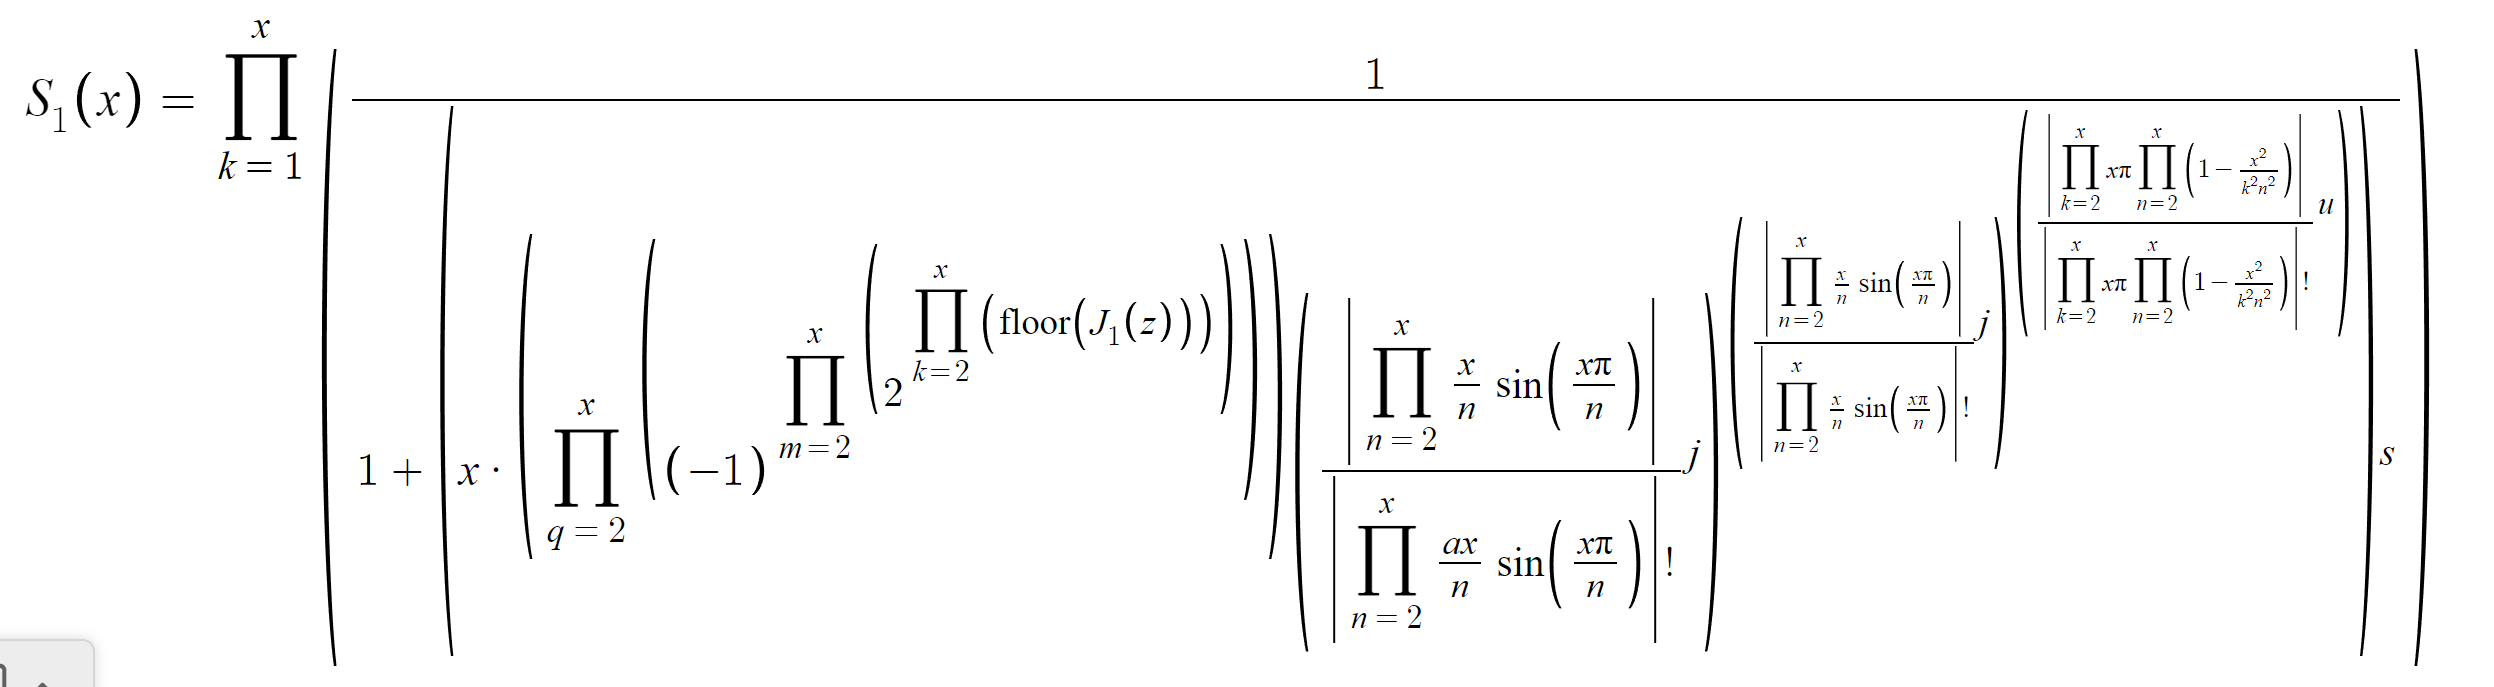 S_1(x) = \prod_{k=1}^{x} \left( \frac{1}{1 + \left( x \cdot \left( \prod_{q=2}^{x} \left( (-1)^{\prod_{m=2}^{x} \left( 2^{\prod_{k=2}^{x} (\text{floor}(J_1(z)))} \right)} \right) \right) \left( \frac{\left| \prod_{n=2}^{x} \frac{x}{n} \sin\left( \frac{x\pi}{n} \right) \right|}{\left| \prod_{n=2}^{x} \frac{ax}{n} \sin\left( \frac{x\pi}{n} \right) \right|!} j \right)^{\left( \frac{\left| \prod_{n=2}^{x} \frac{x}{n} \sin\left( \frac{x\pi}{n} \right) \right|}{\left| \prod_{n=2}^{x} \frac{x}{n} \sin\left( \frac{x\pi}{n} \right) \right|!} j \right)^{\left( \frac{\left| \prod_{k=2}^{x} x\pi \prod_{n=2}^{x} \left( 1 - \frac{x^2}{k^2 n^2} \right) \right|}{\left| \prod_{k=2}^{x} x\pi \prod_{n=2}^{x} \left( 1 - \frac{x^2}{k^2 n^2} \right) \right|!} u \right)}} \right) s} \right)